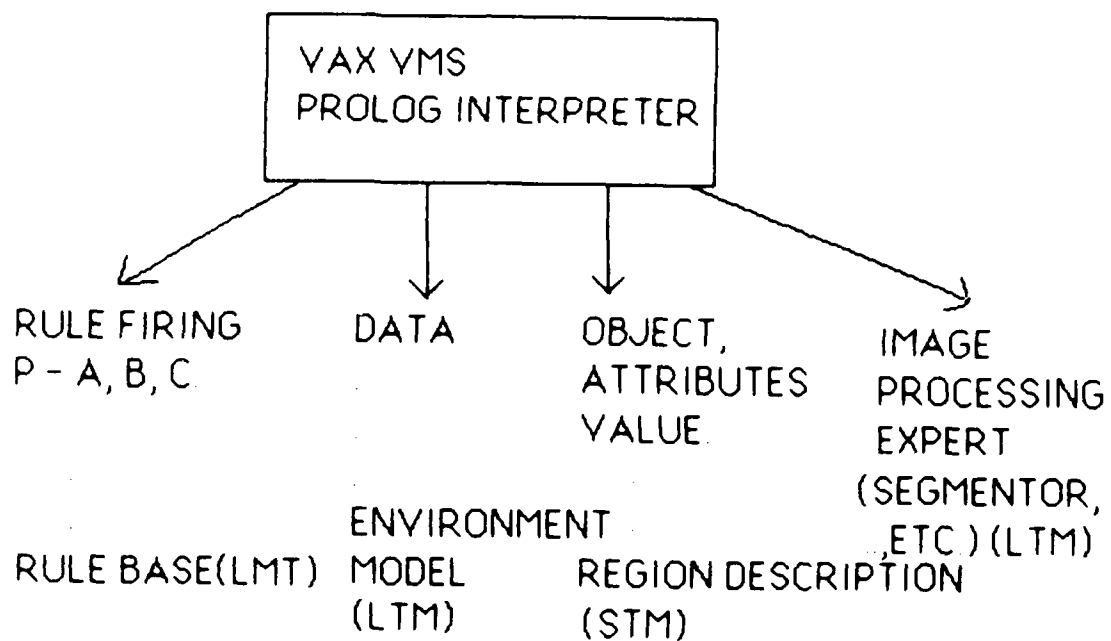 VAX VMS
PROLOG INTERPRETER
RULE FIRING
P - A, B, C
DATA
OBJECT,
ATTRIBUTES
VALUE
IMAGE
PROCESSING
EXPERT
(SEGMENTOR,
,ETC.) (LTM)
RULE BASE(LMT)
ENVIRONMENT
MODEL
(LTM)
REGION DESCRIPTION
(STM)